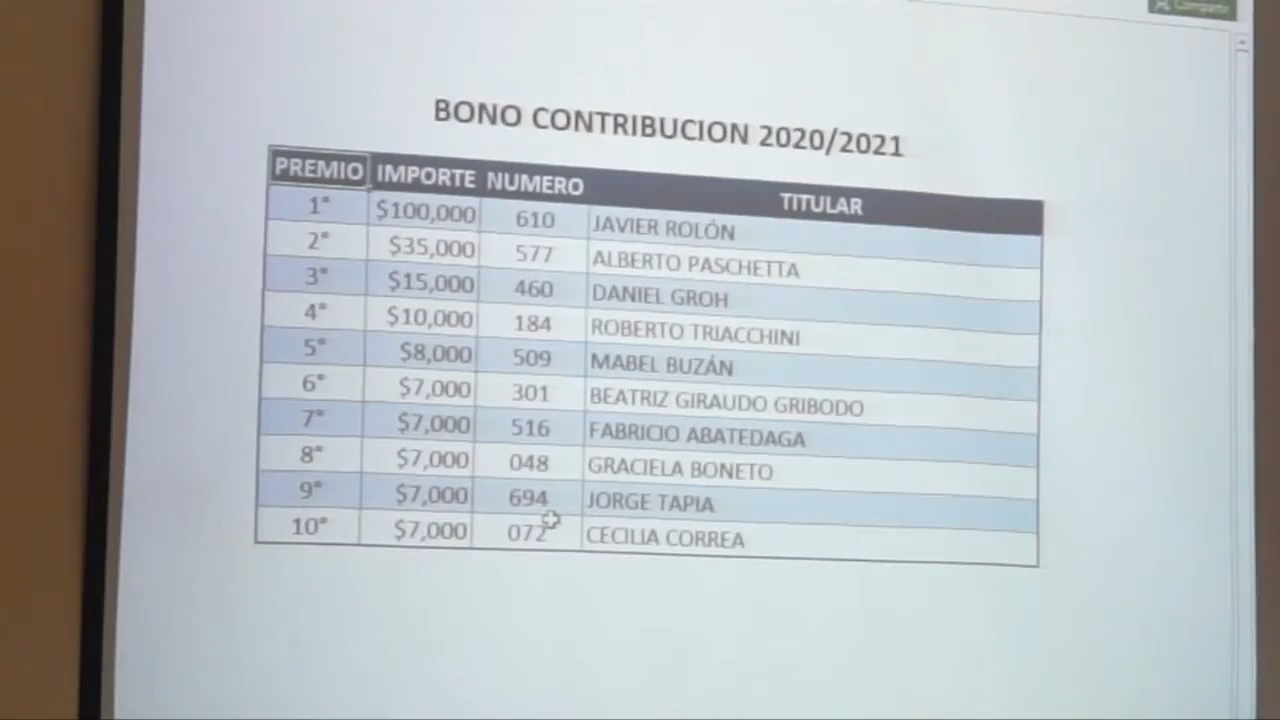 Compartir
BONO CONTRIBUCION 2020/2021
PREMIO IMPORTE NUMERO TITULAR
1° $100,000 610 JAVIER ROLÓN
2° $35,000 577 ALBERTO PASCHETTA
3° $15,000 460 DANIEL GROH
4° $10,000 184 ROBERTO TRIACCHINI
5° $8,000 509 MABEL BUZÁN
6° $7,000 301 BEATRIZ GIRAUDO GRIBODO
7° $7,000 516 FABRICIO ABATEDAGA
8° $7,000 048 GRACIELA BONETO
9° $7,000 694 JORGE TAPIA
10° $7,000 072 CECILIA CORREA